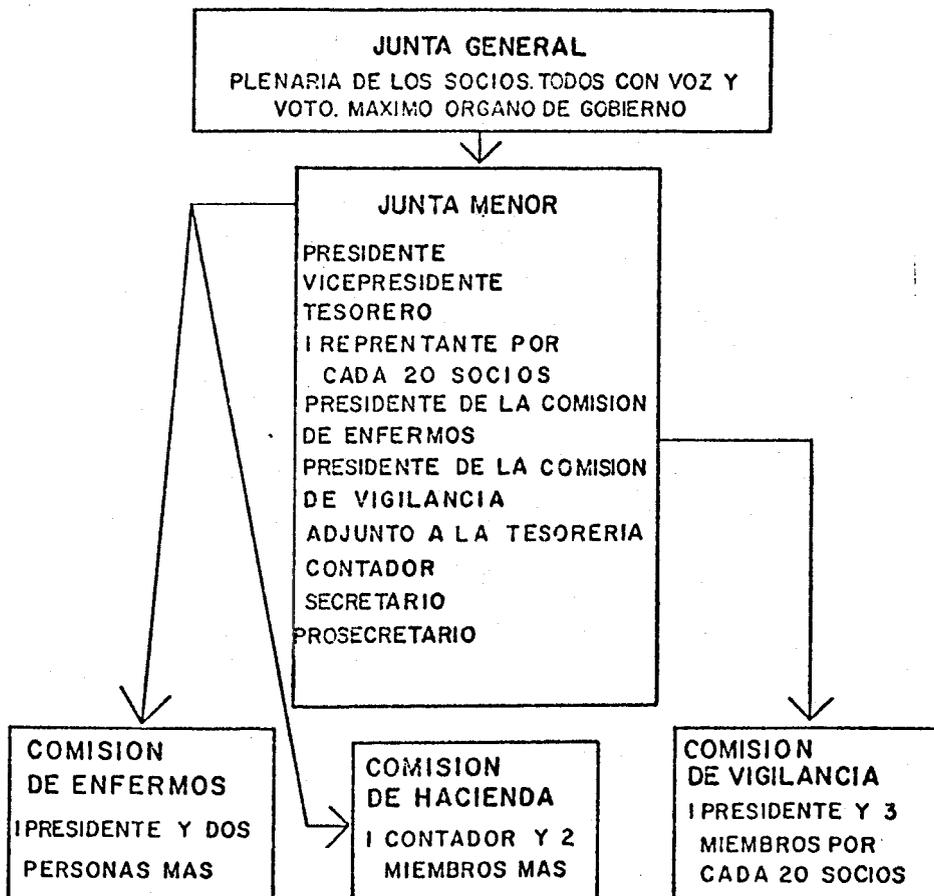 JUNTA GENERAL
PLENARIA DE LOS SOCIOS. TODOS CON VOZ Y
VOTO. MAXIMO ORGANO DE GOBIERNO
JUNTA MENOR
PRESIDENTE
VICEPRESIDENTE
TESORERO
I REPRENTANTE POR
CADA 20 SOCIOS
PRESIDENTE DE LA COMISION
DE ENFERMOS
PRESIDENTE DE LA COMISION
DE VIGILANCIA
ADJUNTO A LA TESORERIA
CONTADOR
SECRETARIO
PROSECRETARIO
COMISION
DE ENFERMOS
I PRESIDENTE Y DOS
PERSONAS MAS
COMISION
DE HACIENDA
I CONTADOR Y 2
MIEMBROS MAS
COMISION
DE VIGILANCIA
I PRESIDENTE Y 3
MIEMBROS POR
CADA 20 SOCIOS